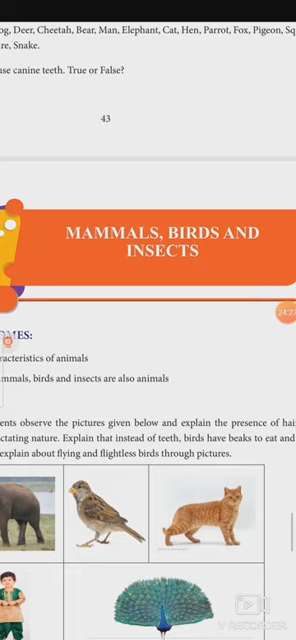 og, Deer, Cheetah, Bear, Man, Elephant, Cat, Hen, Parrot, Fox, Pigeon, Sq
re, Snake.
use canine teeth. True or False?
43
MAMMALS, BIRDS AND
INSECTS
24:27
OMES:
racteristics of animals
mmals, birds and insects are also animals
ents observe the pictures given below and explain the presence of hai
ctating nature. Explain that instead of teeth, birds have beaks to eat and
explain about flying and flightless birds through pictures.
V RECORDER